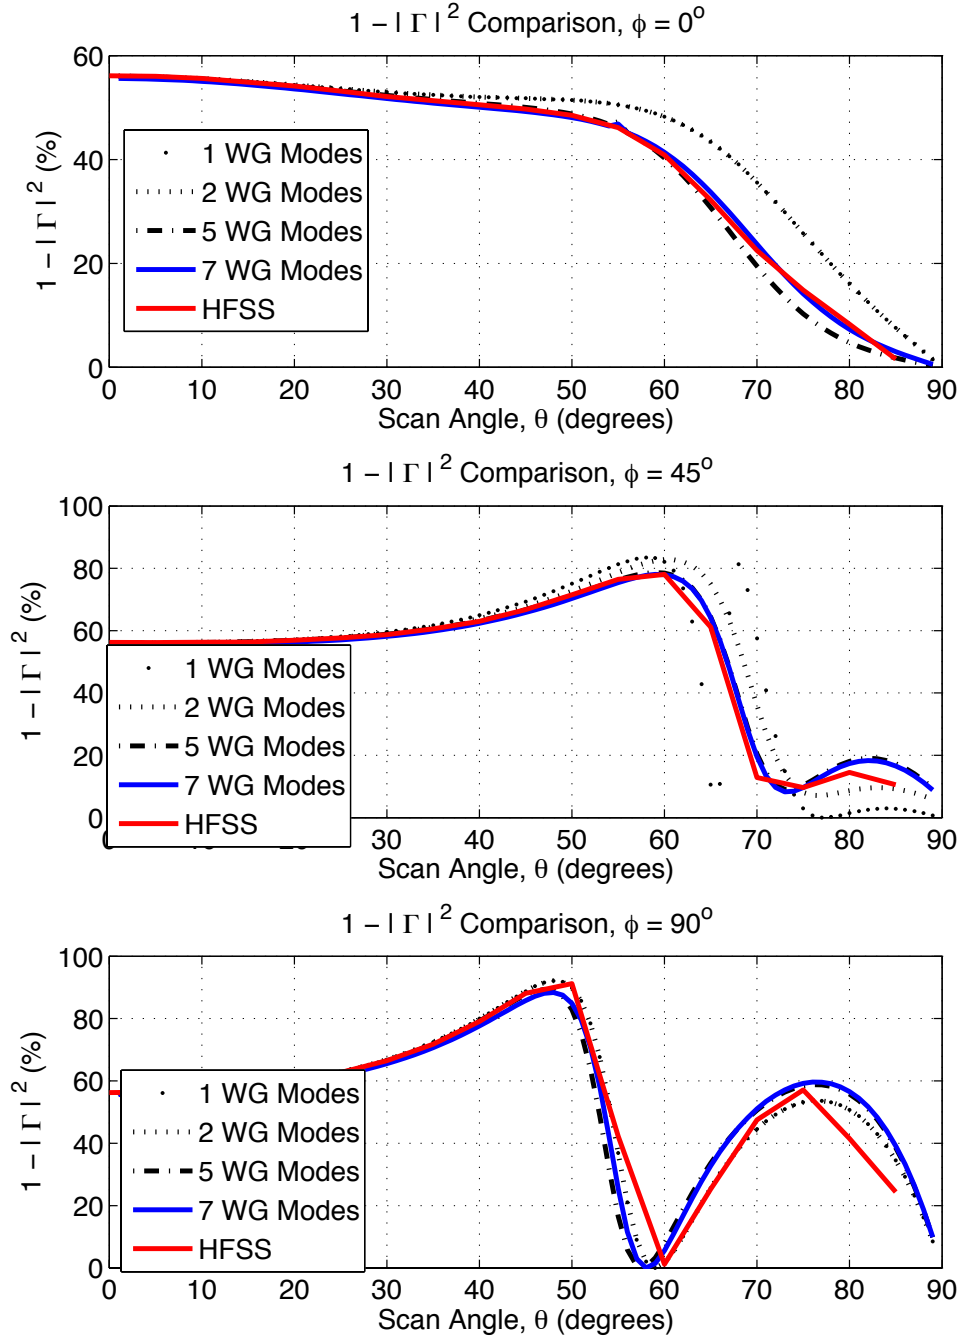 1 – | Γ | ² Comparison, ϕ = 0°
60
40
20
0
1 – | Γ | ² (%)
1 WG Modes
2 WG Modes
5 WG Modes
7 WG Modes
HFSS
0 10 20 30 40 50 60 70 80 90
Scan Angle, θ (degrees)
1 – | Γ | ² Comparison, ϕ = 45°
100
80
60
40
20
0
1 – | Γ | ² (%)
1 WG Modes
2 WG Modes
5 WG Modes
7 WG Modes
HFSS
30 40 50 60 70 80 90
Scan Angle, θ (degrees)
1 – | Γ | ² Comparison, ϕ = 90°
100
80
60
40
20
0
1 – | Γ | ² (%)
1 WG Modes
2 WG Modes
5 WG Modes
7 WG Modes
HFSS
0 10 20 30 40 50 60 70 80 90
Scan Angle, θ (degrees)